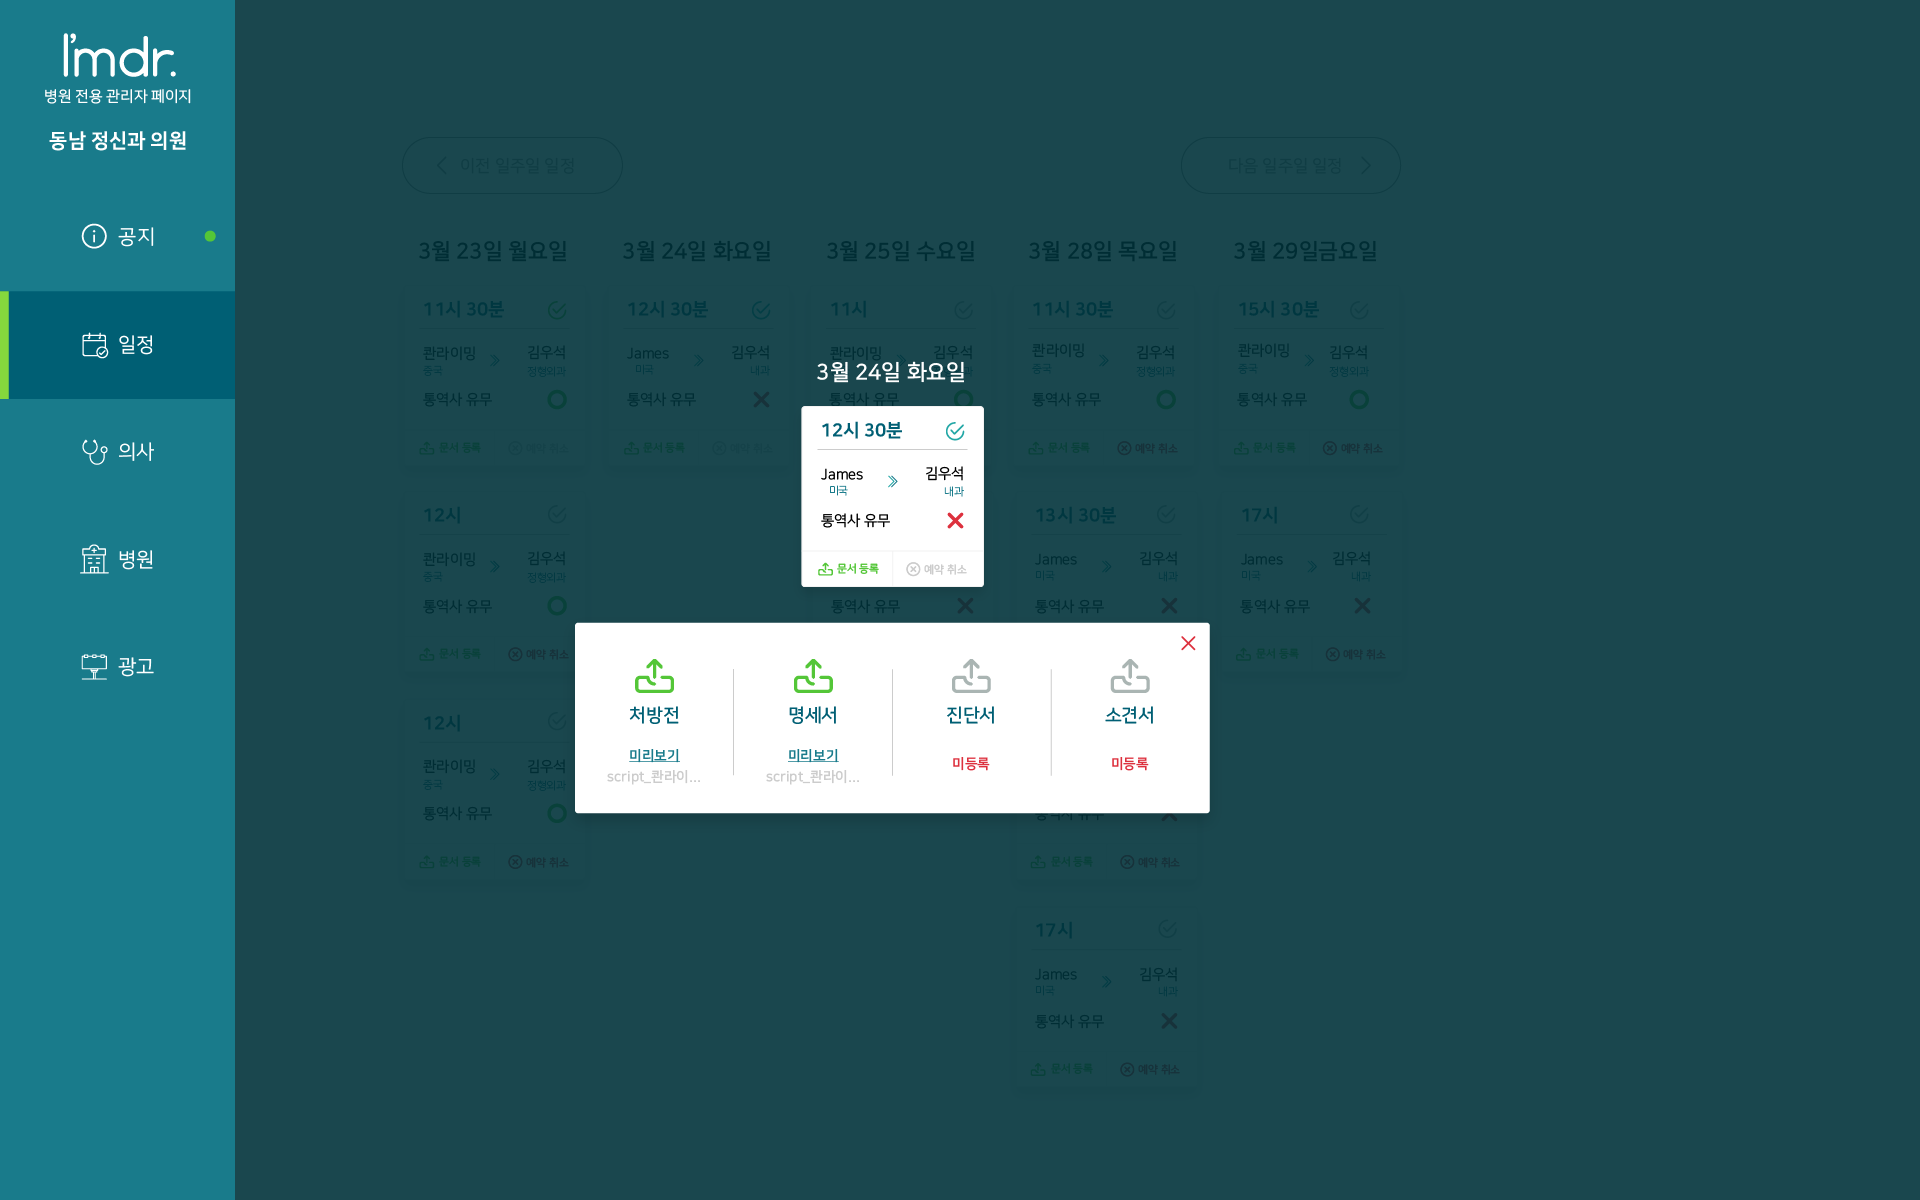 I'mdr.
병원 전용 관리자 페이지
동남 정신과 의원
공지
일정
의사
병원
광고
이전 일주일 일정
다음 일주일 일정
3월 23일 월요일
11시 30분
콴라이밍
김우석
중국
정형외과
통역사 유무
문서 등록
예약 취소
12시
콴라이밍
김우석
중국
정형외과
통역사 유무
문서 등록
예약 취소
12시
콴라이밍
김우석
중국
정형외과
통역사 유무
문서 등록
예약 취소
3월 24일 화요일
12시 30분
James
김우석
미국
내과
통역사 유무
문서 등록
예약 취소
3월 25일 수요일
11시
콴라이밍
김우석
통역사 유무
통역사 유무
3월 28일 목요일
11시 30분
콴라이밍
김우석
중국
정형외과
통역사 유무
문서 등록
예약 취소
13시 30분
James
김우석
미국
내과
통역사 유무
통역사 유무
문서 등록
예약 취소
17시
James
김우석
미국
내과
통역사 유무
문서 등록
예약 취소
3월 29일금요일
15시 30분
콴라이밍
김우석
중국
정형외과
통역사 유무
문서 등록
예약 취소
17시
James
김우석
미국
내과
통역사 유무
문서 등록
예약 취소
3월 24일 화요일
12시 30분
James
김우석
미국
내과
통역사 유무
문서 등록
예약 취소
처방전
미리보기
script_콴라이...
명세서
미리보기
script_콴라이...
진단서
미등록
소견서
미등록